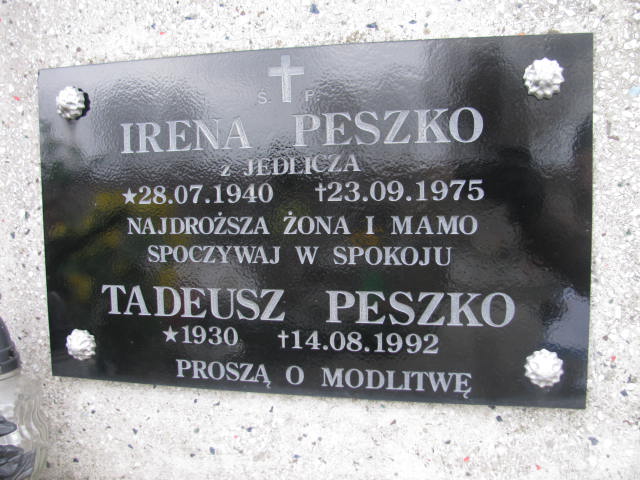 Ś. P.
IRENA PESZKO
Z JEDLICZA
★28.07.1940 †23.09.1975
NAJDROŻSZA ŻONA I MAMO
SPOCZYWAJ W SPOKOJU
TADEUSZ PESZKO
★1930 †14.08.1992
PROSZĄ O MODLITWĘ